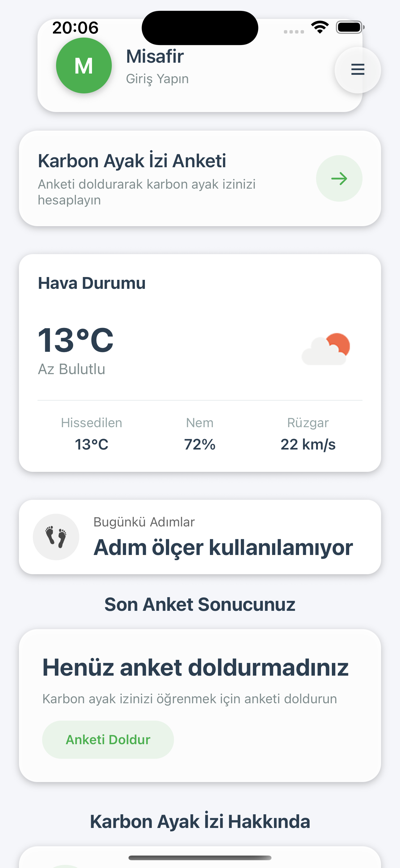 20:06
M
Misafir
Giriş Yapın
Karbon Ayak İzi Anketi
Anketi doldurarak karbon ayak izinizi
hesaplayın
Hava Durumu
13°C
Az Bulutlu
Hissedilen
Nem
Rüzgar
13°C
72%
22 km/s
Bugünkü Adımlar
Adım ölçer kullanılamıyor
Son Anket Sonucunuz
Henüz anket doldurmadınız
Karbon ayak izinizi öğrenmek için anketi doldurun
Anketi Doldur
Karbon Ayak İzi Hakkında